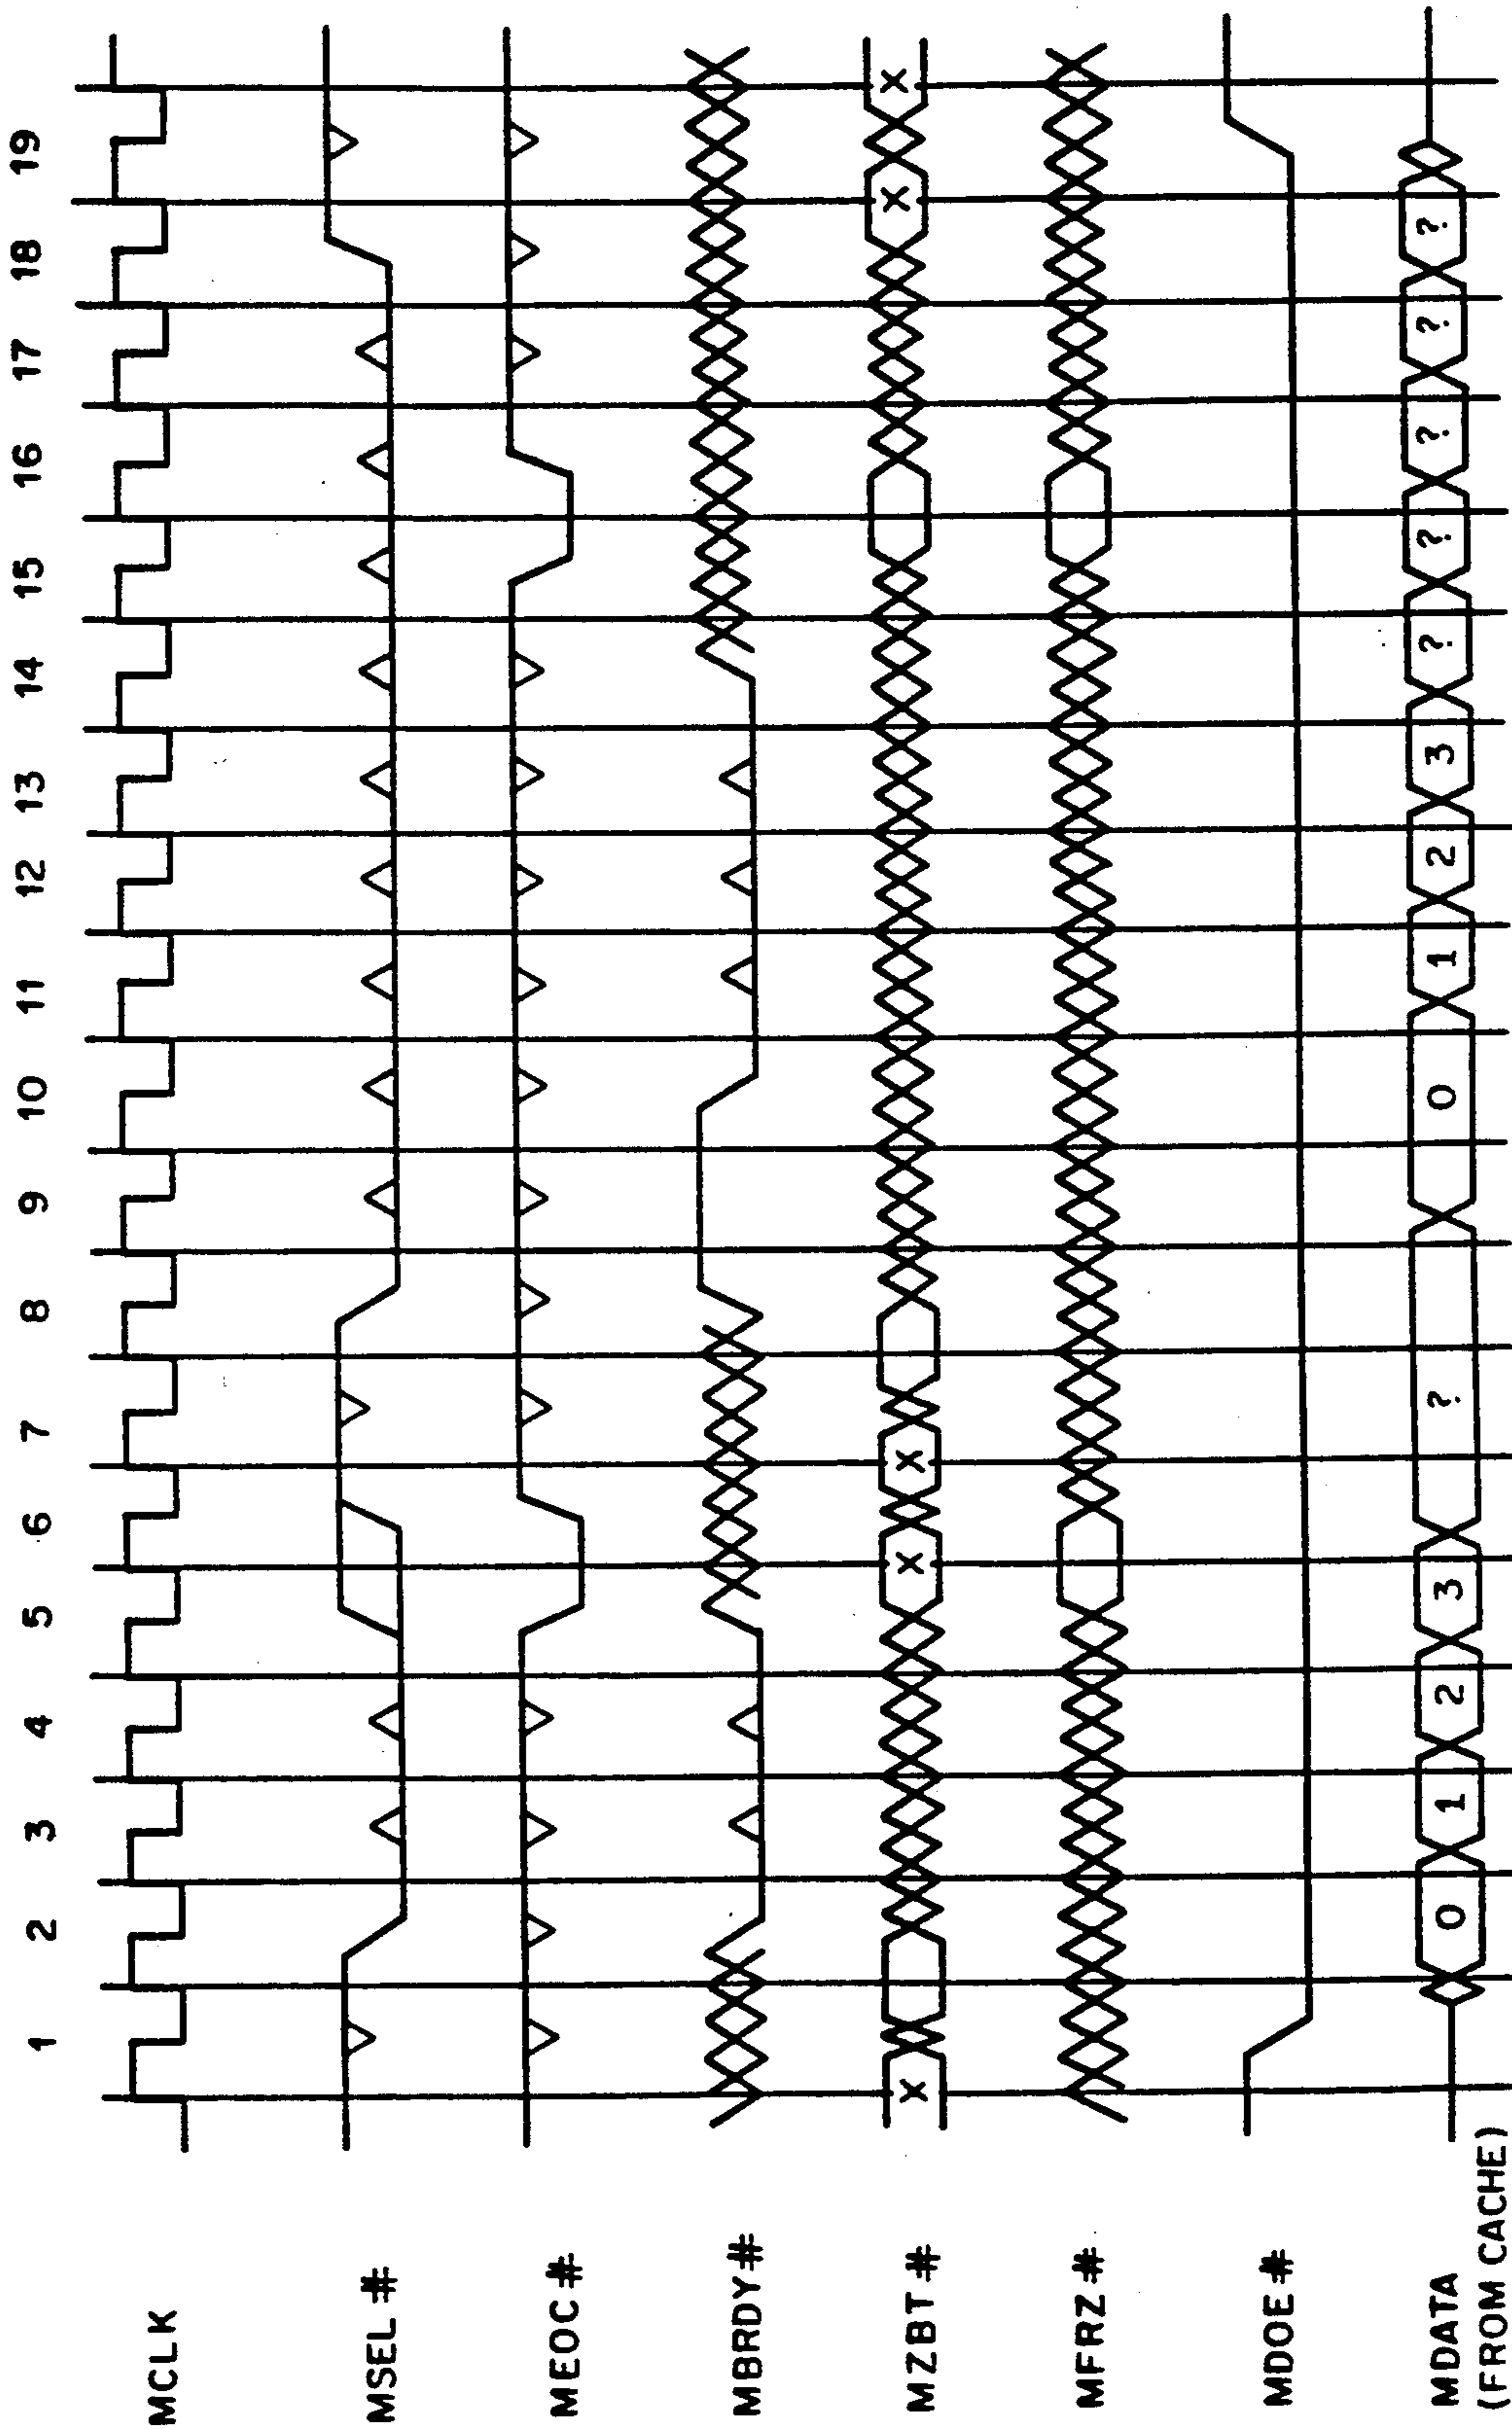 1 2 3 4 5 6 7 8 9 10 11 12 13 14 15 16 17 18 19
MCLK
MSEL#
MEOC#
MBRDY#
MZBT# X X X X X
MFRZ#
MDOE#
MDATA 0 1 2 3 ? 0 1 2 3 ? ? ? ? ?
(FROM CACHE)